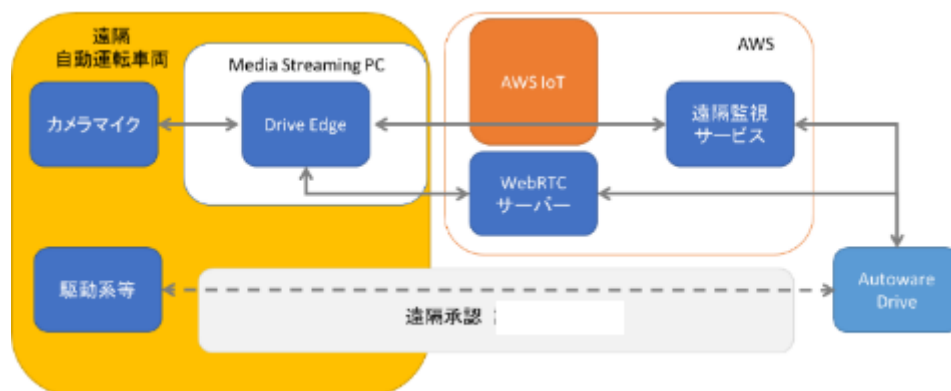 遠隔
自動運転車両
Media Streaming PC
カメラマイク
Drive Edge
AWS
AWS IoT
遠隔監視
サービス
WebRTC
サーバー
駆動系等
遠隔承認
Autoware
Drive